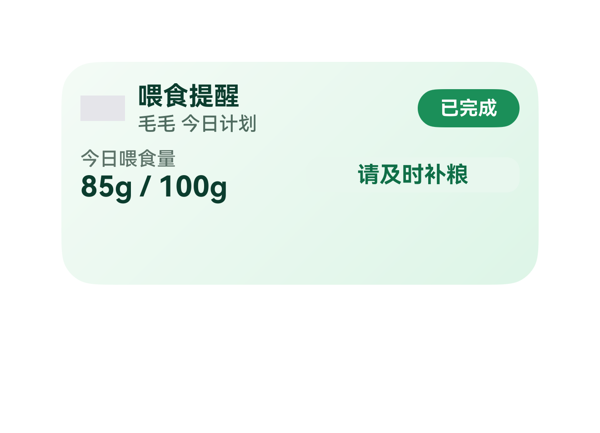 喂食提醒
毛毛 今日计划
已完成
今日喂食量
85g / 100g
请及时补粮